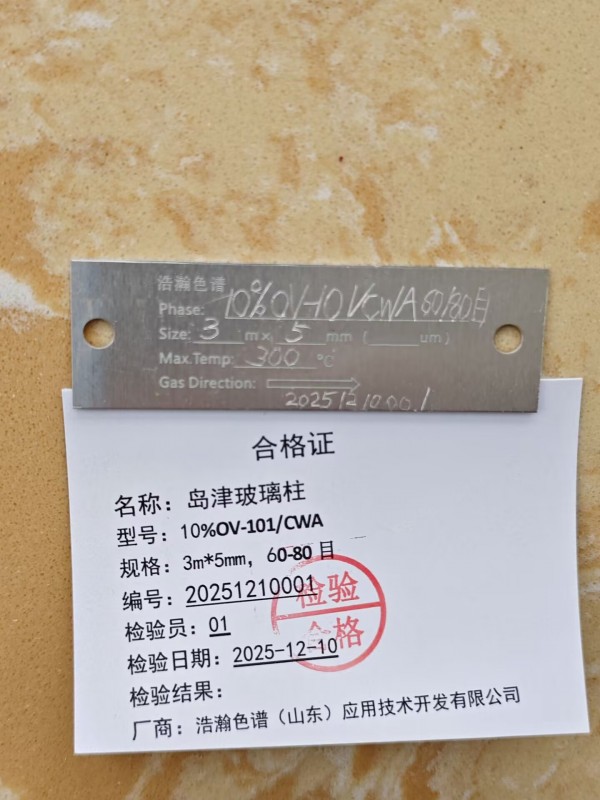 浩瀚色谱
Phase: 10%OV-101/CWA 60/80目
Size: 3 m× 5 mm ( um)
Max.Temp: 300 ℃
Gas Direction:
20251210001
合格证
名称：岛津玻璃柱
型号：10%OV-101/CWA
规格：3m*5mm，60-80 目
编号：20251210001
检验员：01
检验日期：2025-12-10
检验结果：
厂商：浩瀚色谱（山东）应用技术开发有限公司
检验
合格